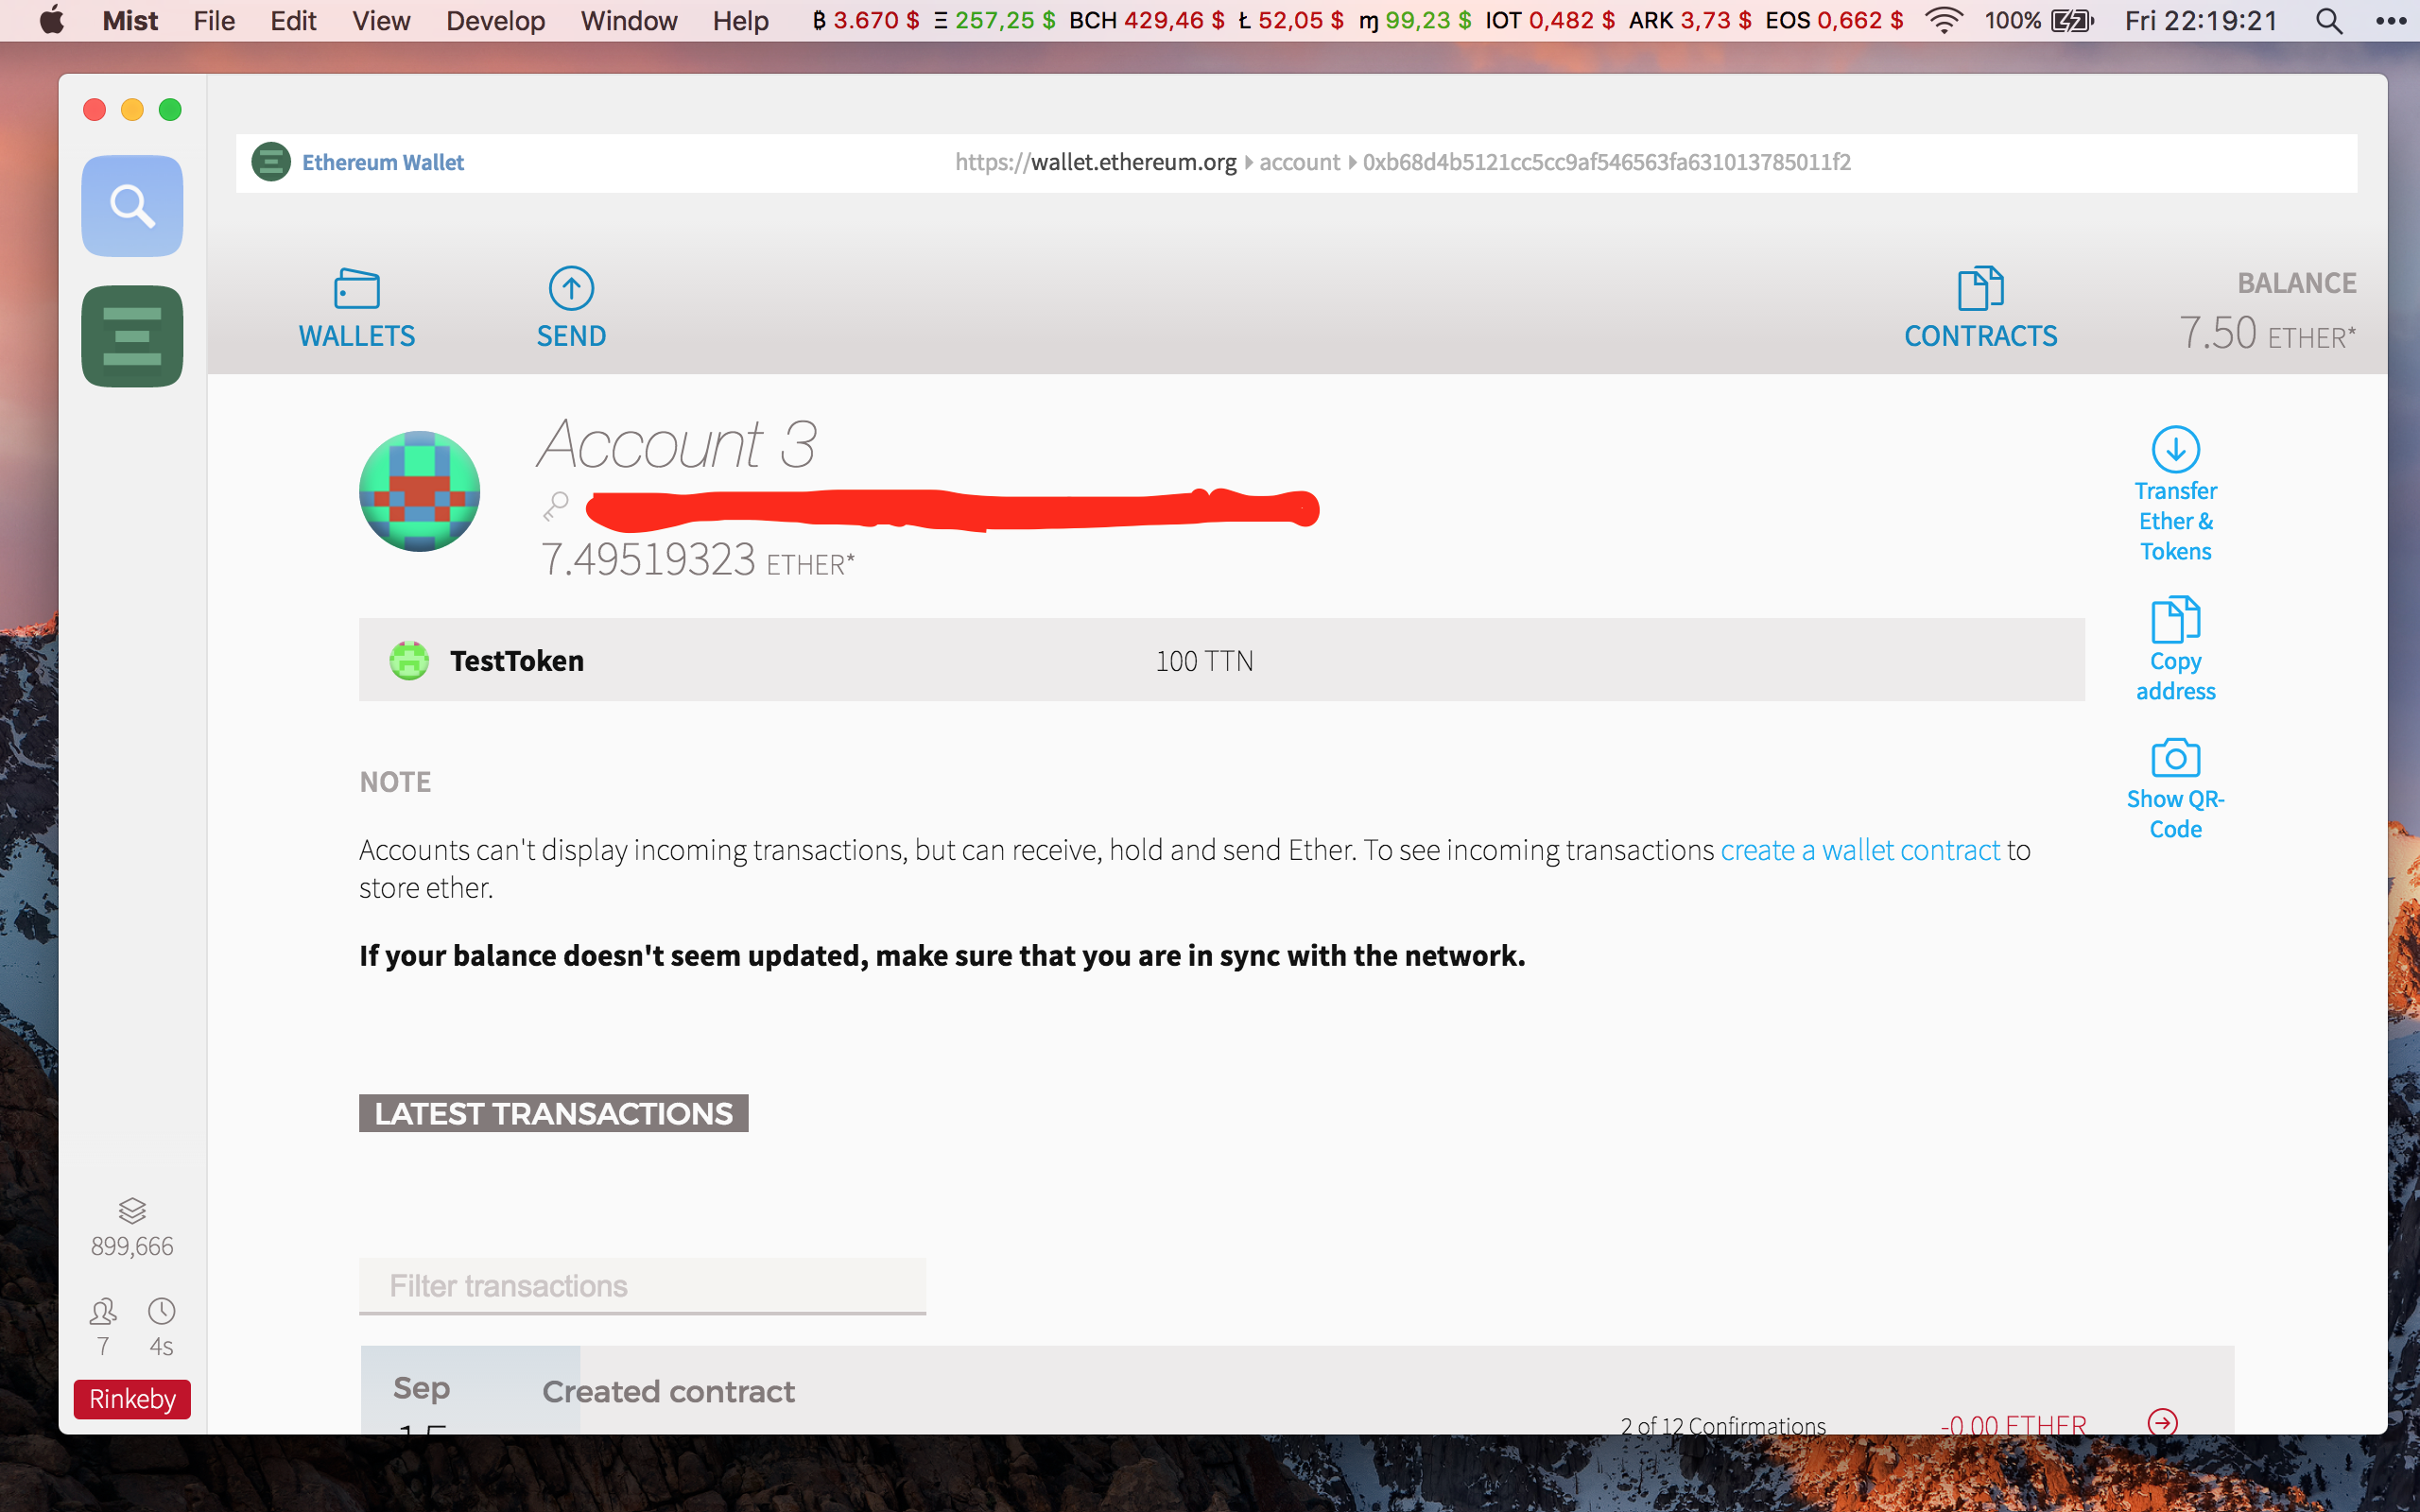 Mist File Edit View Develop Window Help ₿ 3.670 $ Ξ 257,25 $ BCH 429,46 $ Ł 52,05 $ ɱ 99,23 $ IOT 0,482 $ ARK 3,73 $ EOS 0,662 $ 100% Fri 22:19:21
Ethereum Wallet https://wallet.ethereum.org account 0xb68d4b5121cc5cc9af546563fa631013785011f2
WALLETS SEND CONTRACTS
BALANCE
7.50 ETHER*
Account 3
7.49519323 ETHER*
Transfer
Ether &
Tokens
TestToken 100 TTN
Copy
address
Show QR-
Code
NOTE
Accounts can't display incoming transactions, but can receive, hold and send Ether. To see incoming transactions create a wallet contract to
store ether.
If your balance doesn't seem updated, make sure that you are in sync with the network.
LATEST TRANSACTIONS
Filter transactions
Sep
15
Created contract
2 of 12 Confirmations -0.00 ETHER
899,666
7 4s
Rinkeby